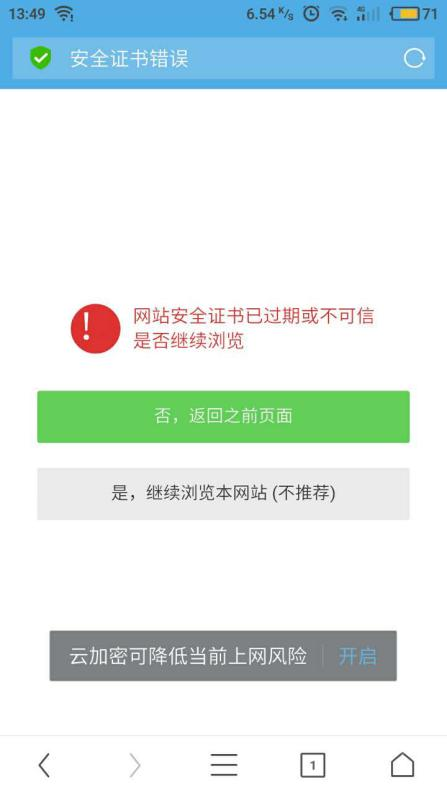 13:49 6.54 K/s 4G 71
安全证书错误
网站安全证书已过期或不可信
是否继续浏览
否，返回之前页面
是，继续浏览本网站 (不推荐)
云加密可降低当前上网风险 开启
1